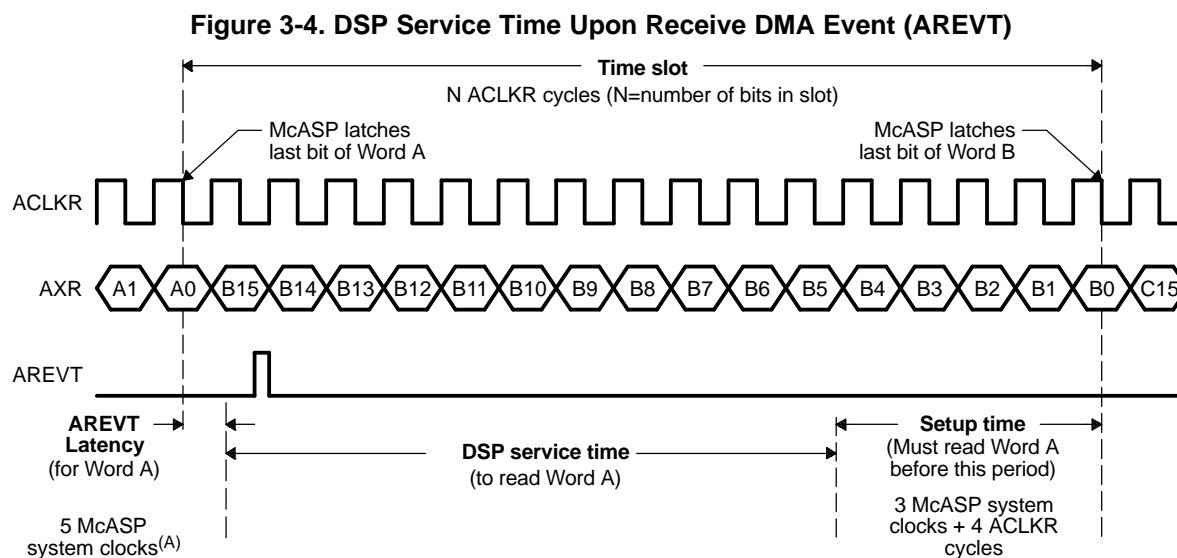 Figure 3-4. DSP Service Time Upon Receive DMA Event (AREVT)
Time slot
N ACLKR cycles (N=number of bits in slot)
McASP latches
last bit of Word A
McASP latches
last bit of Word B
ACLKR
AXR
A1 A0 B15 B14 B13 B12 B11 B10 B9 B8 B7 B6 B5 B4 B3 B2 B1 B0 C15
AREVT
AREVT
Latency
(for Word A)
DSP service time
(to read Word A)
Setup time
(Must read Word A
before this period)
5 McASP
system clocks(A)
3 McASP system
clocks + 4 ACLKR
cycles